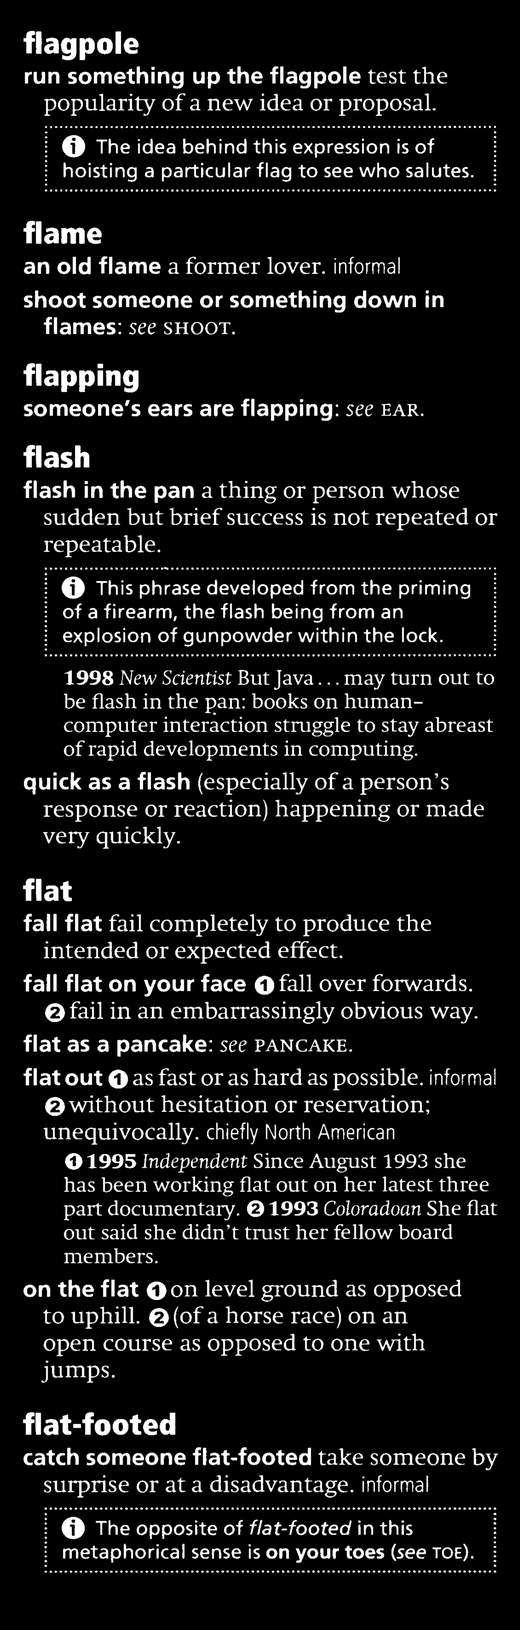 flagpole
run something up the flagpole test the
popularity of a new idea or proposal.
ⓘ The idea behind this expression is of
hoisting a particular flag to see who salutes.
flame
an old flame a former lover. informal
shoot someone or something down in
flames: see SHOOT.
flapping
someone's ears are flapping: see EAR.
flash
flash in the pan a thing or person whose
sudden but brief success is not repeated or
repeatable.
ⓘ This phrase developed from the priming
of a firearm, the flash being from an
explosion of gunpowder within the lock.
1998 New Scientist But Java... may turn out to
be flash in the pan: books on human–
computer interaction struggle to stay abreast
of rapid developments in computing.
quick as a flash (especially of a person's
response or reaction) happening or made
very quickly.
flat
fall flat fail completely to produce the
intended or expected effect.
fall flat on your face ❶ fall over forwards.
❷ fail in an embarrassingly obvious way.
flat as a pancake: see PANCAKE.
flat out ❶ as fast or as hard as possible. informal
❷ without hesitation or reservation;
unequivocally. chiefly North American
❶ 1995 Independent Since August 1993 she
has been working flat out on her latest three
part documentary. ❷ 1993 Coloradoan She flat
out said she didn't trust her fellow board
members.
on the flat ❶ on level ground as opposed
to uphill. ❷ (of a horse race) on an
open course as opposed to one with
jumps.
flat-footed
catch someone flat-footed take someone by
surprise or at a disadvantage. informal
ⓘ The opposite of flat-footed in this
metaphorical sense is on your toes (see TOE).